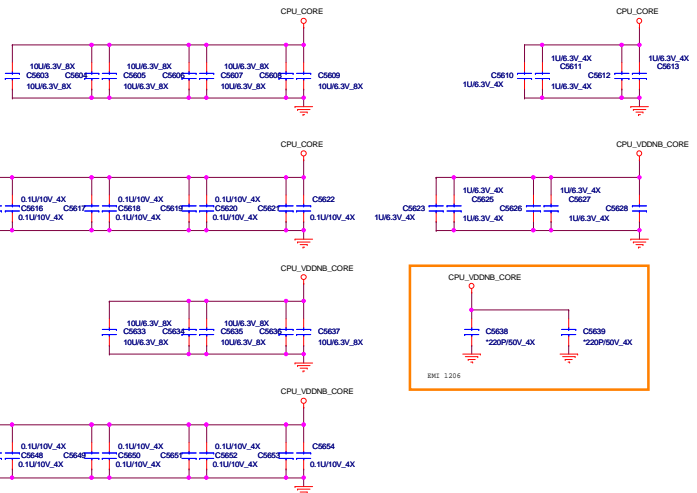 CPU_CORE
CPU_CORE
10U/6.3V_8X 10U/6.3V_8X 10U/6.3V_8X
C5603 C5604 C5605 C5606 C5607 C5608 C5609
10U/6.3V_8X 10U/6.3V_8X 10U/6.3V_8X 10U/6.3V_8X
1U/6.3V_4X 1U/6.3V_4X
C5611 C5613
C5610 C5612
1U/6.3V_4X 1U/6.3V_4X
CPU_CORE
CPU_VDDNB_CORE
0.1U/10V_4X 0.1U/10V_4X 0.1U/10V_4X C5622
C5616 C5617 C5618 C5619 C5620 C5621
0.1U/10V_4X 0.1U/10V_4X 0.1U/10V_4X 0.1U/10V_4X
1U/6.3V_4X 1U/6.3V_4X
C5625 C5627
C5623 C5626 C5628
1U/6.3V_4X 1U/6.3V_4X 1U/6.3V_4X
CPU_VDDNB_CORE
10U/6.3V_8X 10U/6.3V_8X
C5633 C5634 C5635 C5636 C5637
10U/6.3V_8X 10U/6.3V_8X 10U/6.3V_8X
CPU_VDDNB_CORE
C5638 C5639
*220P/50V_4X *220P/50V_4X
EMI 1206
CPU_VDDNB_CORE
0.1U/10V_4X 0.1U/10V_4X 0.1U/10V_4X C5654
C5648 C5649 C5650 C5651 C5652 C5653
0.1U/10V_4X 0.1U/10V_4X 0.1U/10V_4X 0.1U/10V_4X